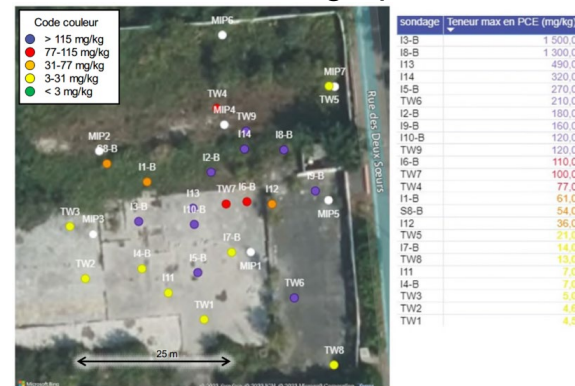 Code couleur
> 115 mg/kg
77-115 mg/kg
31-77 mg/kg
3-31 mg/kg
< 3 mg/kg
MIP6
MIP7
TW5
TW4
MIP4
TW9
I14
I8-B
MIP2
S8-B
I1-B
I2-B
I9-B
I13
TW7
I6-B
I12
MIP5
TW3
MIP3
I3-B
I10-B
I7-B
MIP1
I4-B
I5-B
TW2
I11
TW6
TW1
TW8
Rue des Deux Sœurs
25 m
Microsoft Bing
sondage Teneur max en PCE (mg/kg)
I3-B 1 500,0
I8-B 1 300,0
I13 490,0
I14 320,0
I5-B 270,0
TW6 210,0
I2-B 180,0
I9-B 160,0
I10-B 120,0
TW9 120,0
I6-B 110,0
TW7 100,0
TW4 77,0
I1-B 61,0
S8-B 54,0
I12 36,0
TW5 21,0
I7-B 14,0
TW8 13,0
I11 7,0
I4-B 7,0
TW3 5,0
TW2 4,6
TW1 4,5